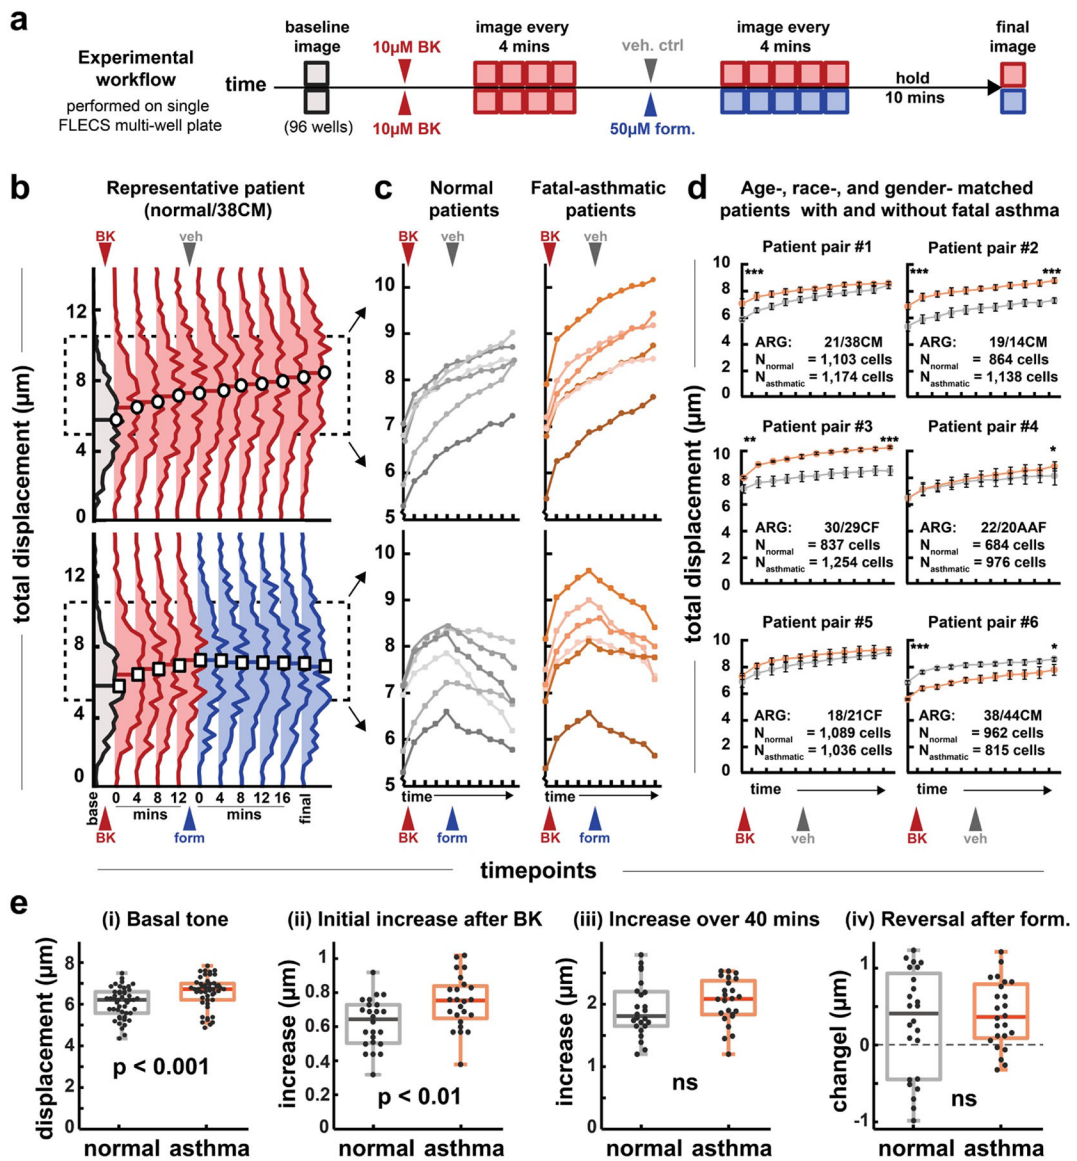 a
Experimental
workflow
performed on single
FLECS multi-well plate
time
baseline
image
(96 wells)
10μM BK
10μM BK
image every
4 mins
veh. ctrl
50μM form.
image every
4 mins
hold
10 mins
final
image
b
Representative patient
(normal/38CM)
BK
veh
total displacement (μm)
12
8
4
0
12
8
4
0
base
0 4 8 12 0 4 8 12 16 final
mins
mins
BK
form
c
Normal
patients
Fatal-asthmatic
patients
BK
veh
BK
veh
10
9
8
7
6
5
10
9
8
7
6
5
time
time
BK
form
BK
form
timepoints
d
Age-, race-, and gender- matched
patients with and without fatal asthma
total displacement (μm)
Patient pair #1
10
8
6
4
2
0
***
ARG: 21/38CM
Nnormal = 1,103 cells
Nasthmatic = 1,174 cells
Patient pair #2
*** ***
ARG: 19/14CM
Nnormal = 864 cells
Nasthmatic = 1,138 cells
Patient pair #3
10
8
6
4
2
0
** ***
ARG: 30/29CF
Nnormal = 837 cells
Nasthmatic = 1,254 cells
Patient pair #4
*
ARG: 22/20AAF
Nnormal = 684 cells
Nasthmatic = 976 cells
Patient pair #5
10
8
6
4
2
0
ARG: 18/21CF
Nnormal = 1,089 cells
Nasthmatic = 1,036 cells
Patient pair #6
*** *
ARG: 38/44CM
Nnormal = 962 cells
Nasthmatic = 815 cells
time
time
BK
veh
BK
veh
e
(i) Basal tone
displacement (μm)
8
6
4
2
0
p < 0.001
normal asthma
(ii) Initial increase after BK
increase (μm)
1
0.8
0.6
0.4
0.2
0
p < 0.01
normal asthma
(iii) Increase over 40 mins
increase (μm)
2
1
0
ns
normal asthma
(iv) Reversal after form.
changel (μm)
1
0
-1
ns
normal asthma